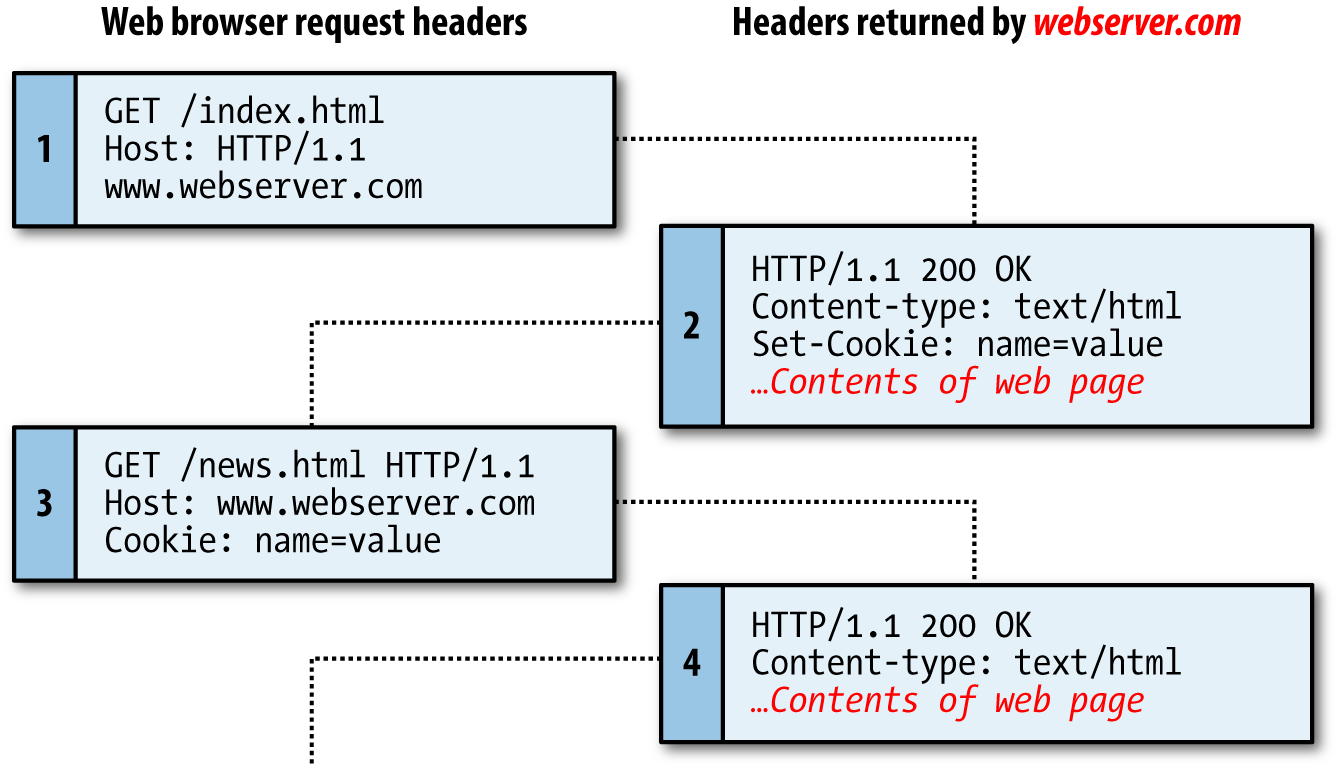 Web browser request headers
Headers returned by webserver.com
1
GET /index.html
Host: HTTP/1.1
www.webserver.com
2
HTTP/1.1 200 OK
Content-type: text/html
Set-Cookie: name=value
…Contents of web page
3
GET /news.html HTTP/1.1
Host: www.webserver.com
Cookie: name=value
4
HTTP/1.1 200 OK
Content-type: text/html
…Contents of web page